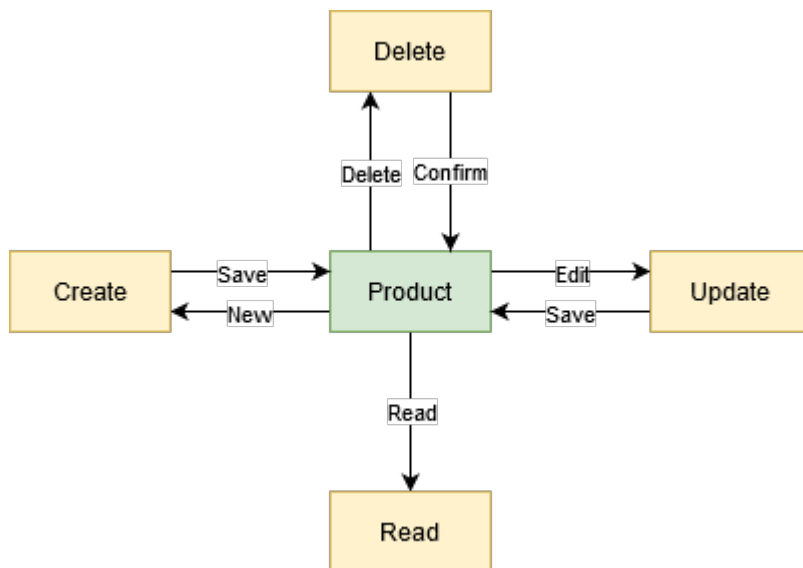 Delete
Delete
Confirm
Create
Save
New
Product
Edit
Save
Update
Read
Read